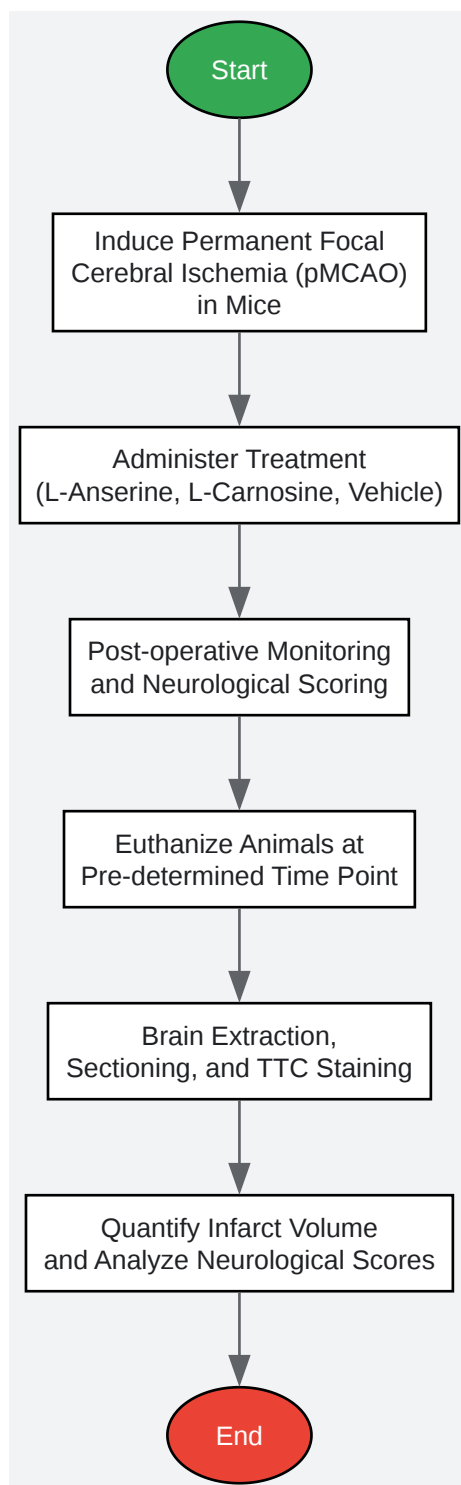 Start
Induce Permanent Focal
Cerebral Ischemia (pMCAO)
in Mice
Administer Treatment
(L-Anserine, L-Carnosine, Vehicle)
Post-operative Monitoring
and Neurological Scoring
Euthanize Animals at
Pre-determined Time Point
Brain Extraction,
Sectioning, and TTC Staining
Quantify Infarct Volume
and Analyze Neurological Scores
End